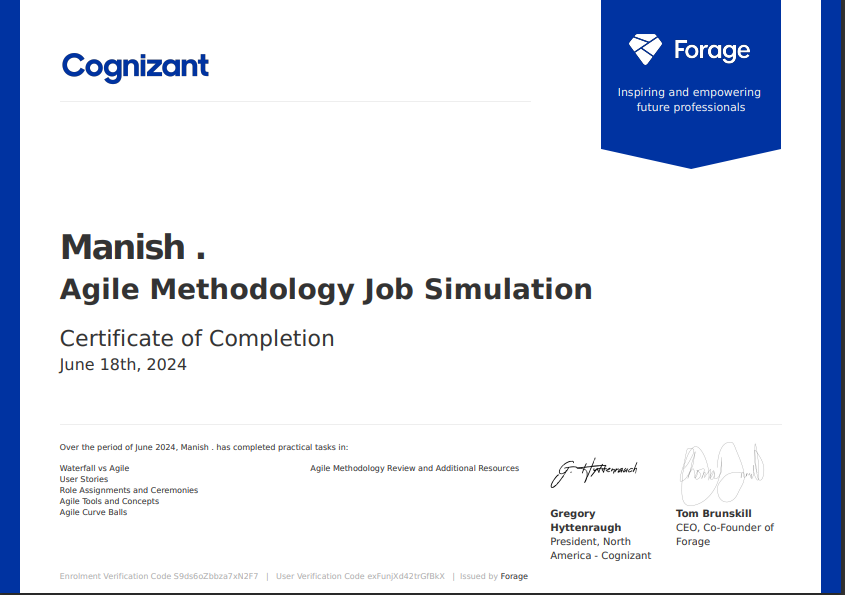 Cognizant
Forage
Inspiring and empowering
future professionals
Manish .
Agile Methodology Job Simulation
Certificate of Completion
June 18th, 2024
Over the period of June 2024, Manish . has completed practical tasks in:
Waterfall vs Agile
User Stories
Role Assignments and Ceremonies
Agile Tools and Concepts
Agile Curve Balls
Agile Methodology Review and Additional Resources
G. Hyttenrauch
Gregory
Hyttenraugh
President, North
America - Cognizant
Tom Brunskill
CEO, Co-Founder of
Forage
Enrolment Verification Code S9ds6oZbbza7xN2F7 | User Verification Code exFunjXd42trGfBkX | Issued by Forage